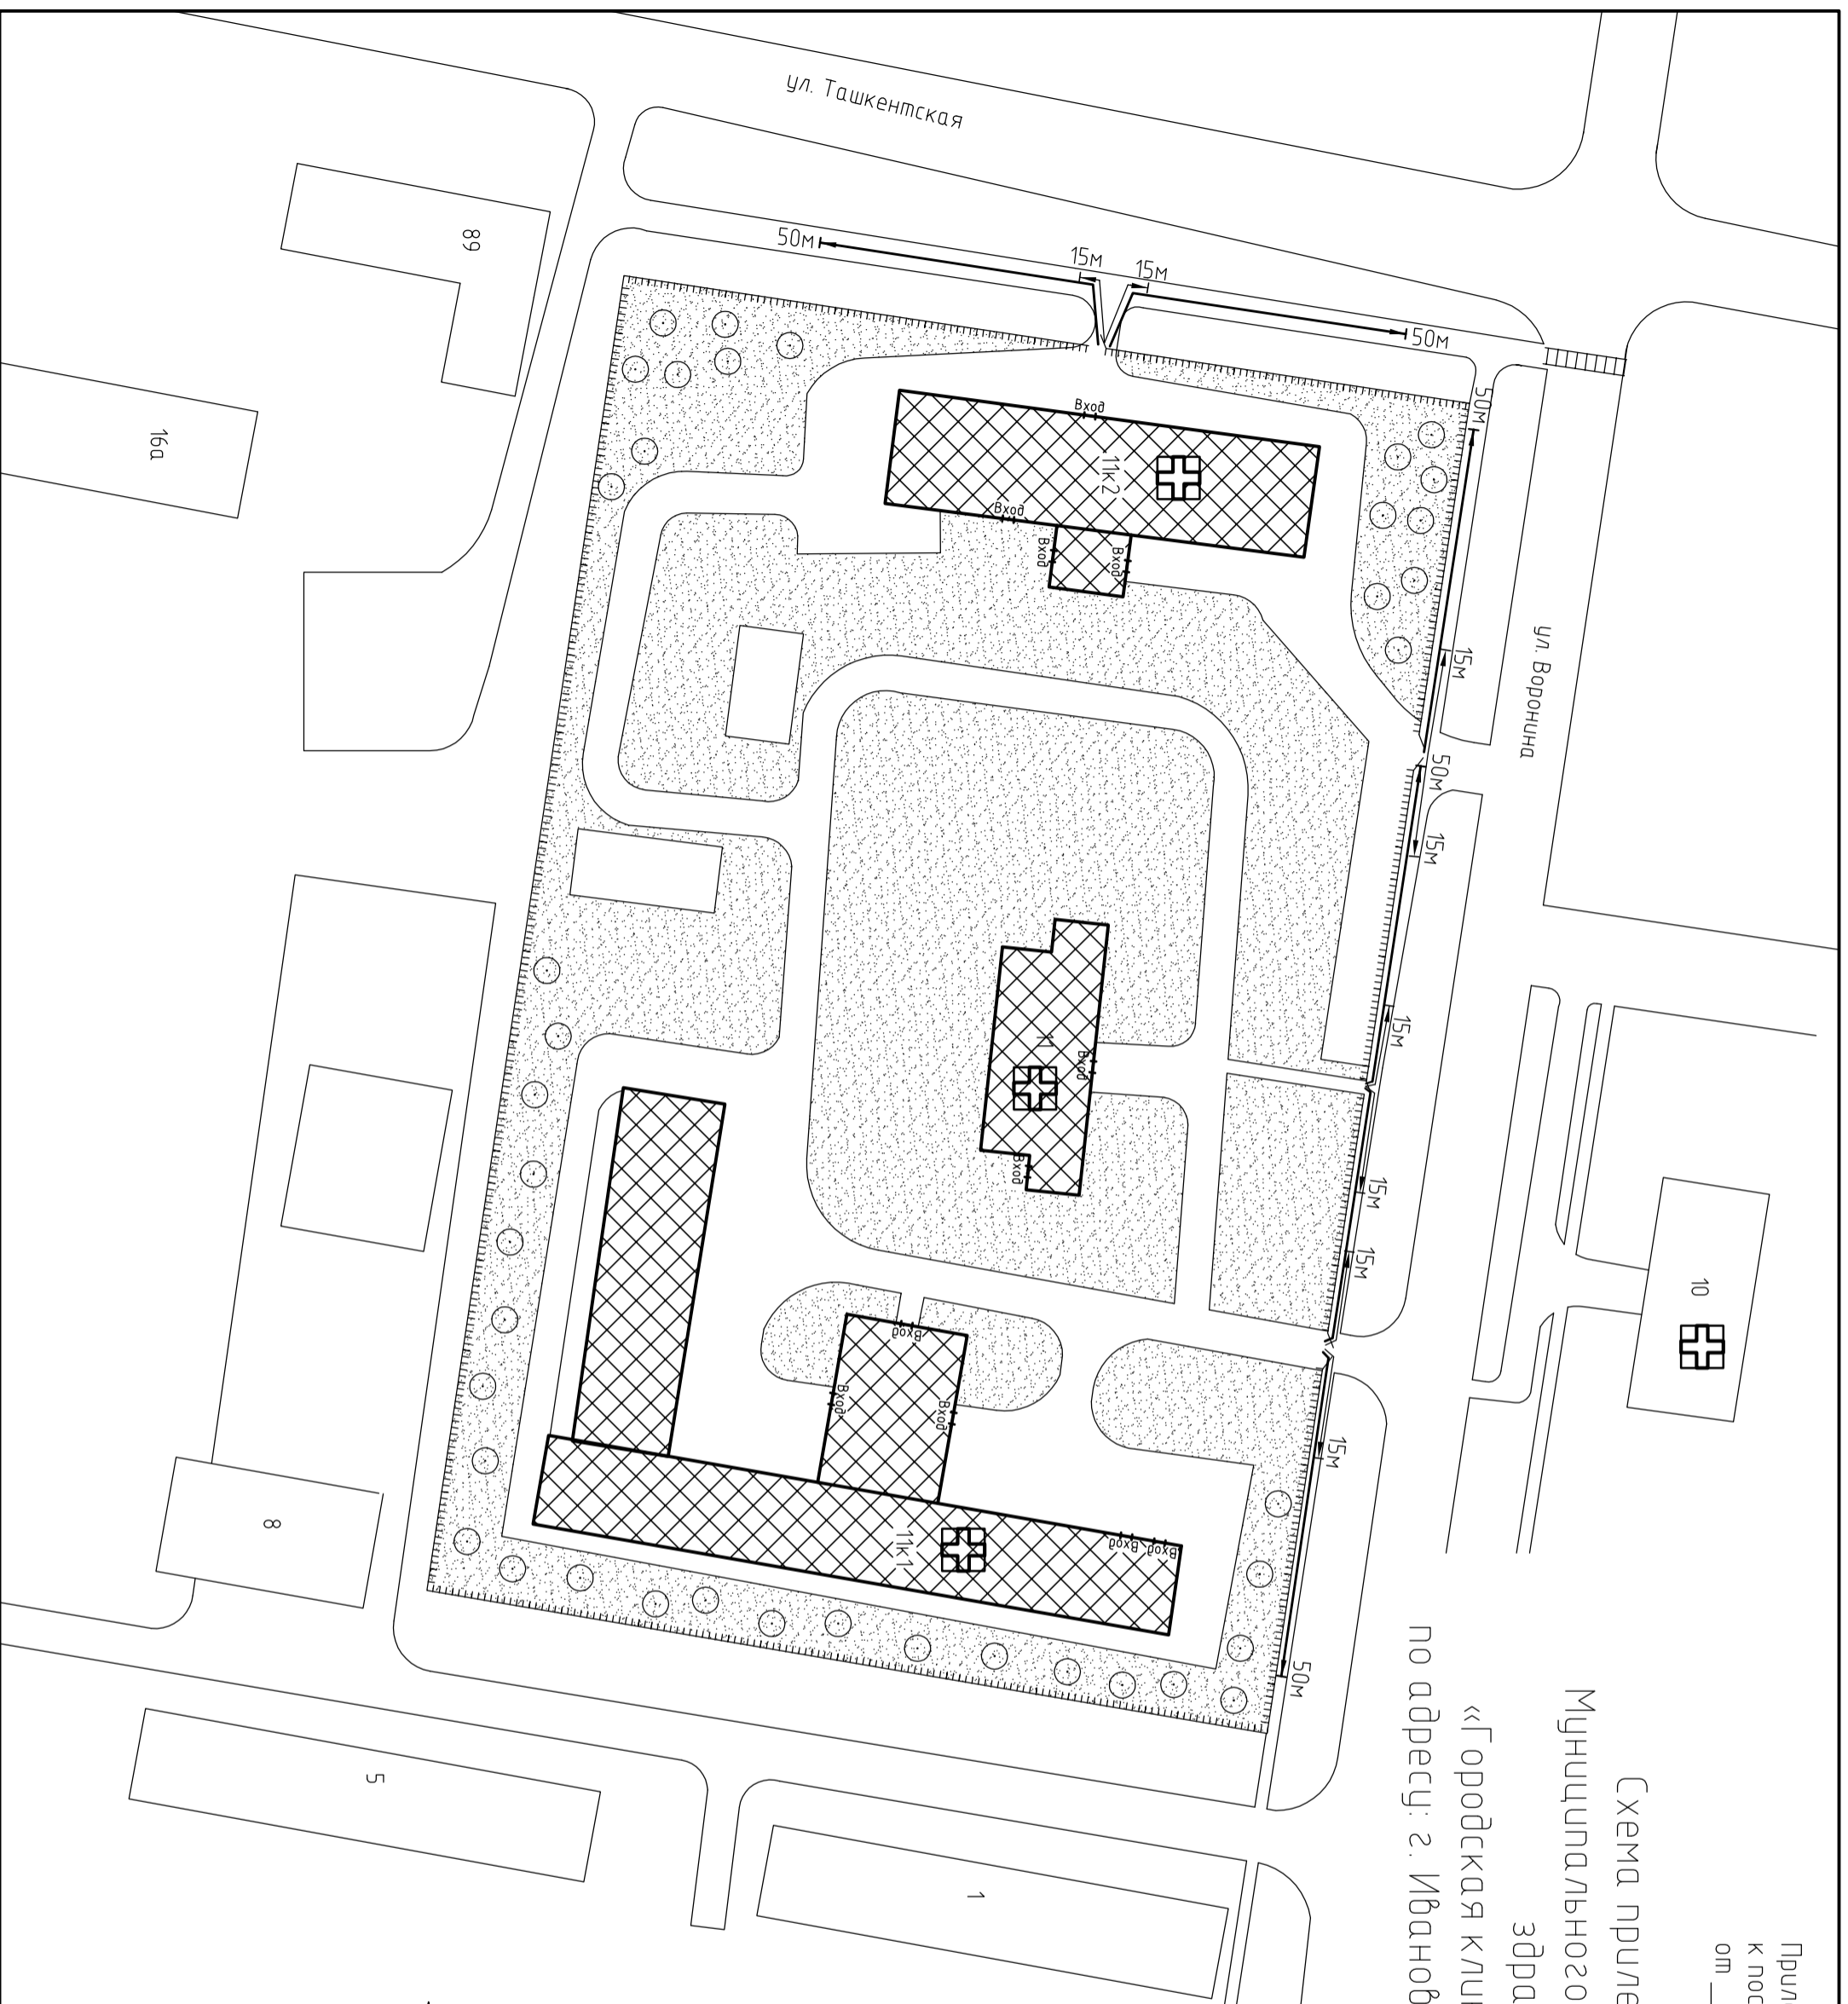 Прило
к пос
от
Схема приле
Муниципального
здра
«Городская клин
по адресу: г. Иванов
ул. Ташкентская
ул. Воронина
50м
15м
15м
50м
50м
15м
50м
15м
15м
15м
15м
15м
50м
89
16а
11к2
Вход
Вход
Вход
Вход
11
Вход
Вход
10
Вход
Вход
Вход
11к1
Вход
Вход
8
5
1